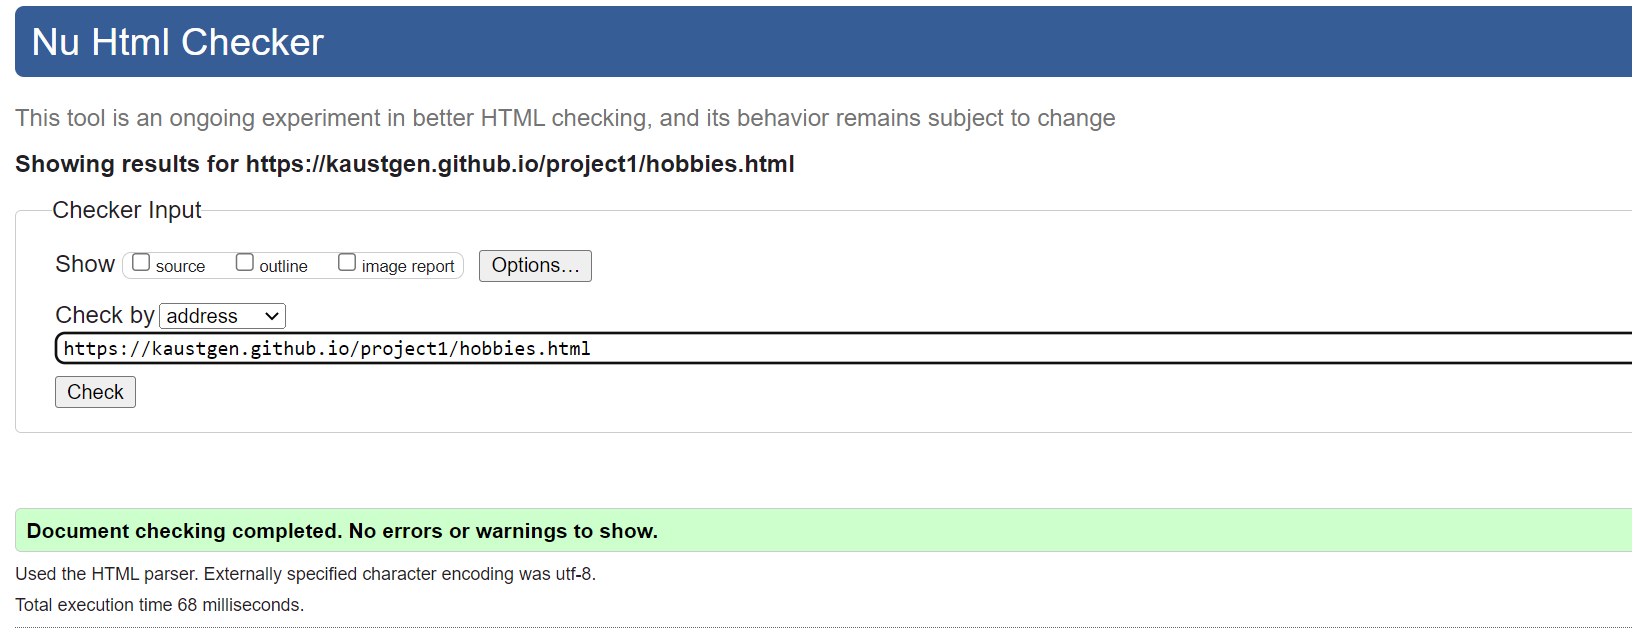 Nu Html Checker
This tool is an ongoing experiment in better HTML checking, and its behavior remains subject to change
Showing results for https://kaustgen.github.io/project1/hobbies.html
Checker Input
Show source outline image report Options...
Check by address
https://kaustgen.github.io/project1/hobbies.html
Check
Document checking completed. No errors or warnings to show.
Used the HTML parser. Externally specified character encoding was utf-8.
Total execution time 68 milliseconds.